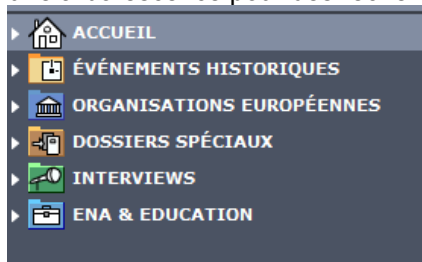 ACCUEIL
ÉVÉNEMENTS HISTORIQUES
ORGANISATIONS EUROPÉENNES
DOSSIERS SPÉCIAUX
INTERVIEWS
ENA & EDUCATION